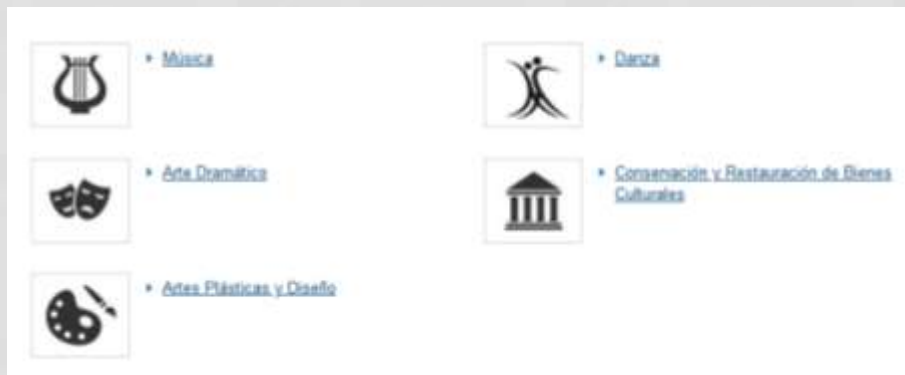 Música
Danza
Arte Dramático
Conservación y Restauración de Bienes
Culturales
Artes Plásticas y Diseño